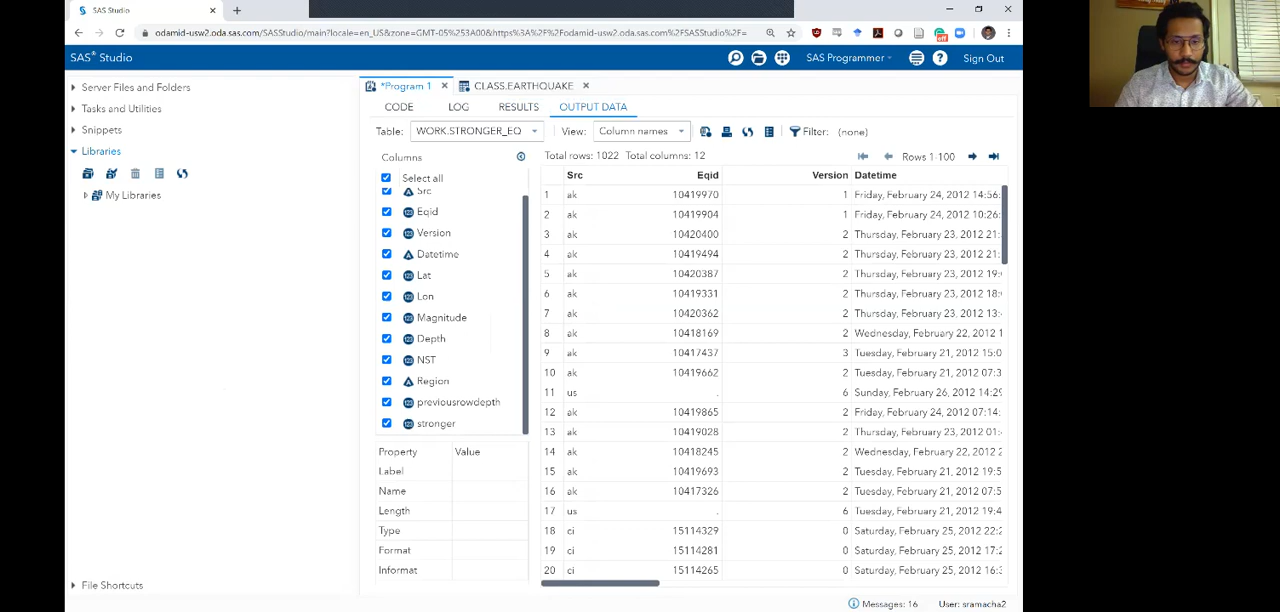 SAS Studio
odamid-usw2.oda.sas.com/SASStudio/main?locale=en_US&zone=GMT-05%253A00&https%3A%2F%2Fodamid-usw2.oda.sas.com%2FSASStudio%2F=
SAS® Studio
SAS Programmer
Sign Out
Server Files and Folders
Tasks and Utilities
Snippets
Libraries
My Libraries
File Shortcuts
*Program 1
CLASS.EARTHQUAKE
CODE LOG RESULTS OUTPUT DATA
Table: WORK.STRONGER_EQ View: Column names Filter: (none)
Columns
Select all
Src
Eqid
Version
Datetime
Lat
Lon
Magnitude
Depth
NST
Region
previousrowdepth
stronger
Property Value
Label
Name
Length
Type
Format
Informat
Total rows: 1022 Total columns: 12
Rows 1-100
Src Eqid Version Datetime
1 ak 10419970 1 Friday, February 24, 2012 14:56:
2 ak 10419904 1 Friday, February 24, 2012 10:26:
3 ak 10420400 2 Thursday, February 23, 2012 21:
4 ak 10419494 2 Thursday, February 23, 2012 21:
5 ak 10420387 2 Thursday, February 23, 2012 19:
6 ak 10419331 2 Thursday, February 23, 2012 18:
7 ak 10420362 2 Thursday, February 23, 2012 13:
8 ak 10418169 2 Wednesday, February 22, 2012 1
9 ak 10417437 3 Tuesday, February 21, 2012 15:0
10 ak 10419662 2 Tuesday, February 21, 2012 07:3
11 us . 6 Sunday, February 26, 2012 14:29
12 ak 10419865 2 Friday, February 24, 2012 07:14:
13 ak 10419028 2 Thursday, February 23, 2012 01:
14 ak 10418245 2 Wednesday, February 22, 2012 2
15 ak 10419693 2 Tuesday, February 21, 2012 19:5
16 ak 10417326 2 Tuesday, February 21, 2012 07:5
17 us . 6 Tuesday, February 21, 2012 19:4
18 ci 15114329 0 Saturday, February 25, 2012 22:2
19 ci 15114281 0 Saturday, February 25, 2012 17:2
20 ci 15114265 0 Saturday, February 25, 2012 16:3
Messages: 16 User: sramacha2